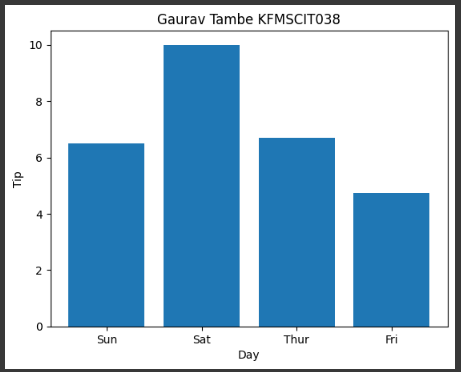 Gaurav Tambe KFMSCIT038
10
8
6
4
2
0
Tip
Sun Sat Thur Fri
Day